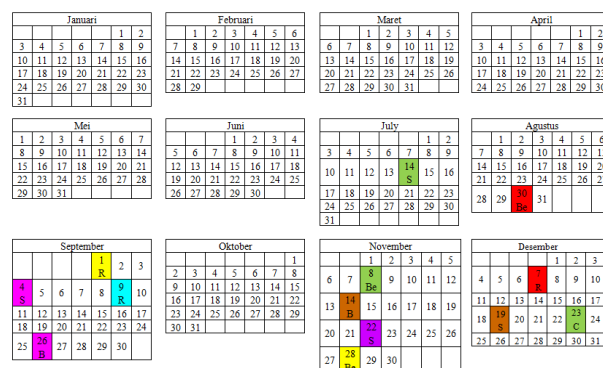 Januari
1 2
3 4 5 6 7 8 9
10 11 12 13 14 15 16
17 18 19 20 21 22 23
24 25 26 27 28 29 30
31
Februari
1 2 3 4 5 6
7 8 9 10 11 12 13
14 15 16 17 18 19 20
21 22 23 24 25 26 27
28 29
Maret
1 2 3 4 5
6 7 8 9 10 11 12
13 14 15 16 17 18 19
20 21 22 23 24 25 26
27 28 29 30 31
April
1 2
3 4 5 6 7 8 9
10 11 12 13 14 15 16
17 18 19 20 21 22 23
24 25 26 27 28 29 30
Mei
1 2 3 4 5 6 7
8 9 10 11 12 13 14
15 16 17 18 19 20 21
22 23 24 25 26 27 28
29 30 31
Juni
1 2 3 4
5 6 7 8 9 10 11
12 13 14 15 16 17 18
19 20 21 22 23 24 25
26 27 28 29 30
July
1 2
3 4 5 6 7 8 9
10 11 12 13 14 15 16
S
17 18 19 20 21 22 23
24 25 26 27 28 29 30
31
Agustus
1 2 3 4 5 6
7 8 9 10 11 12 13
14 15 16 17 18 19 20
21 22 23 24 25 26 27
28 29 30 31
Be
September
1 2 3
R
4 5 6 7 8 9 10
S R
11 12 13 14 15 16 17
18 19 20 21 22 23 24
25 26 27 28 29 30
B
Oktober
1
2 3 4 5 6 7 8
9 10 11 12 13 14 15
16 17 18 19 20 21 22
23 24 25 26 27 28 29
30 31
November
1 2 3 4 5
6 7 8 9 10 11 12
Be
13 14 15 16 17 18 19
B
20 21 22 23 24 25 26
S
27 28 29 30
Be
Desember
1 2 3
4 5 6 7 8 9 10
R
11 12 13 14 15 16 17
18 19 20 21 22 23 24
S C
25 26 27 28 29 30 31